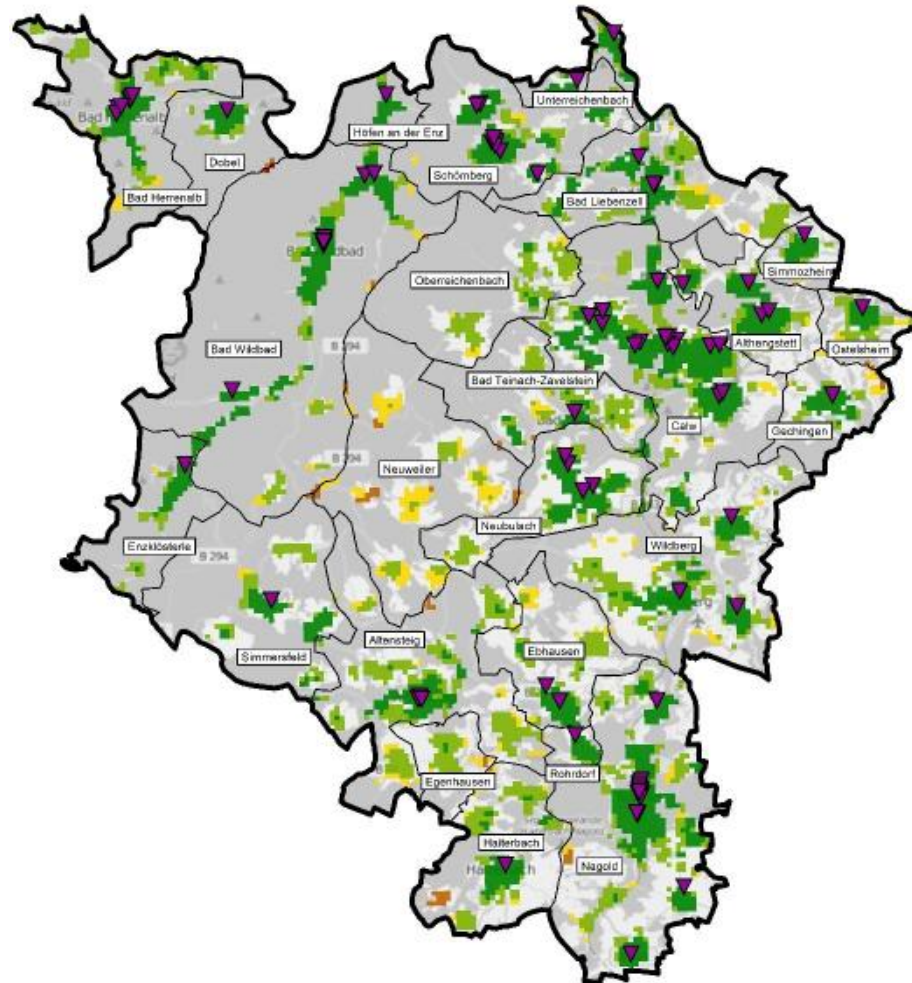 Unterreichenbach
Höfen an der Enz
Dobel
Schömberg
Bad Herrenalb
Bad Liebenzell
Simmozheim
Oberreichenbach
Althengstett
Ostelsheim
Bad Wildbad
B 294
Bad Teinach-Zavelstein
Calw
Gechingen
B 294
Neuweiler
Neubulach
Wildberg
Enzklösterle
B 294
Altensteig
Ebhausen
Simmersfeld
Rohrdorf
Egenhausen
Haiterbach
Nagold